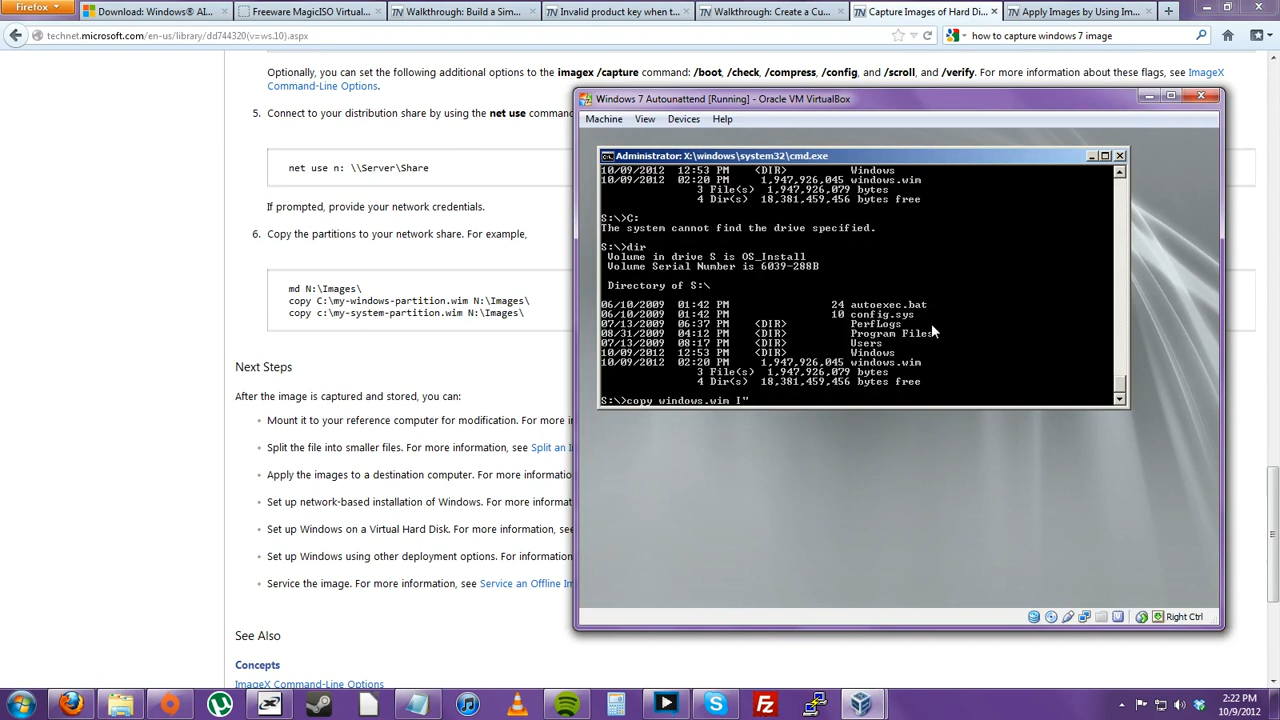 Firefox
Download: Windows® AI...
Freeware MagicISO Virtual...
Walkthrough: Build a Sim...
Invalid product key when t...
Walkthrough: Create a Cu...
Capture Images of Hard Di...
Apply Images by Using Im...
technet.microsoft.com/en-us/library/dd744320(v=ws.10).aspx
how to capture windows 7 image
Optionally, you can set the following additional options to the imagex /capture command: /boot, /check, /compress, /config, and /scroll, and /verify. For more information about these flags, see ImageX
Command-Line Options.
5. Connect to your distribution share by using the net use comman
net use n: \\Server\Share
If prompted, provide your network credentials.
6. Copy the partitions to your network share. For example,
md N:\Images\
copy C:\my-windows-partition.wim N:\Images\
copy c:\my-system-partition.wim N:\Images\
Next Steps
After the image is captured and stored, you can:
Mount it to your reference computer for modification. For more
Split the file into smaller files. For more information, see Split an I
Apply the images to a destination computer. For more informatio
Set up network-based installation of Windows. For more informat
Set up Windows on a Virtual Hard Disk. For more information, see
Set up Windows using other deployment options. For information
Service the image. For more information, see Service an Offline Im
See Also
Concepts
ImageX Command-Line Options
Windows 7 Autounattend [Running] - Oracle VM VirtualBox
Machine View Devices Help
Administrator: X:\windows\system32\cmd.exe
10/09/2012 12:53 PM <DIR> Windows
10/09/2012 02:20 PM 1,947,926,045 windows.wim
3 File(s) 1,947,926,079 bytes
4 Dir(s) 18,381,459,456 bytes free
S:\>C:
The system cannot find the drive specified.
S:\>dir
Volume in drive S is OS_Install
Volume Serial Number is 6039-288B
Directory of S:\
06/10/2009 01:42 PM 24 autoexec.bat
06/10/2009 01:42 PM 10 config.sys
07/13/2009 06:37 PM <DIR> PerfLogs
08/31/2009 04:12 PM <DIR> Program Files
07/13/2009 08:17 PM <DIR> Users
10/09/2012 12:53 PM <DIR> Windows
10/09/2012 02:20 PM 1,947,926,045 windows.wim
3 File(s) 1,947,926,079 bytes
4 Dir(s) 18,381,459,456 bytes free
S:\>copy windows.wim I"
Right Ctrl
2:22 PM
10/9/2012